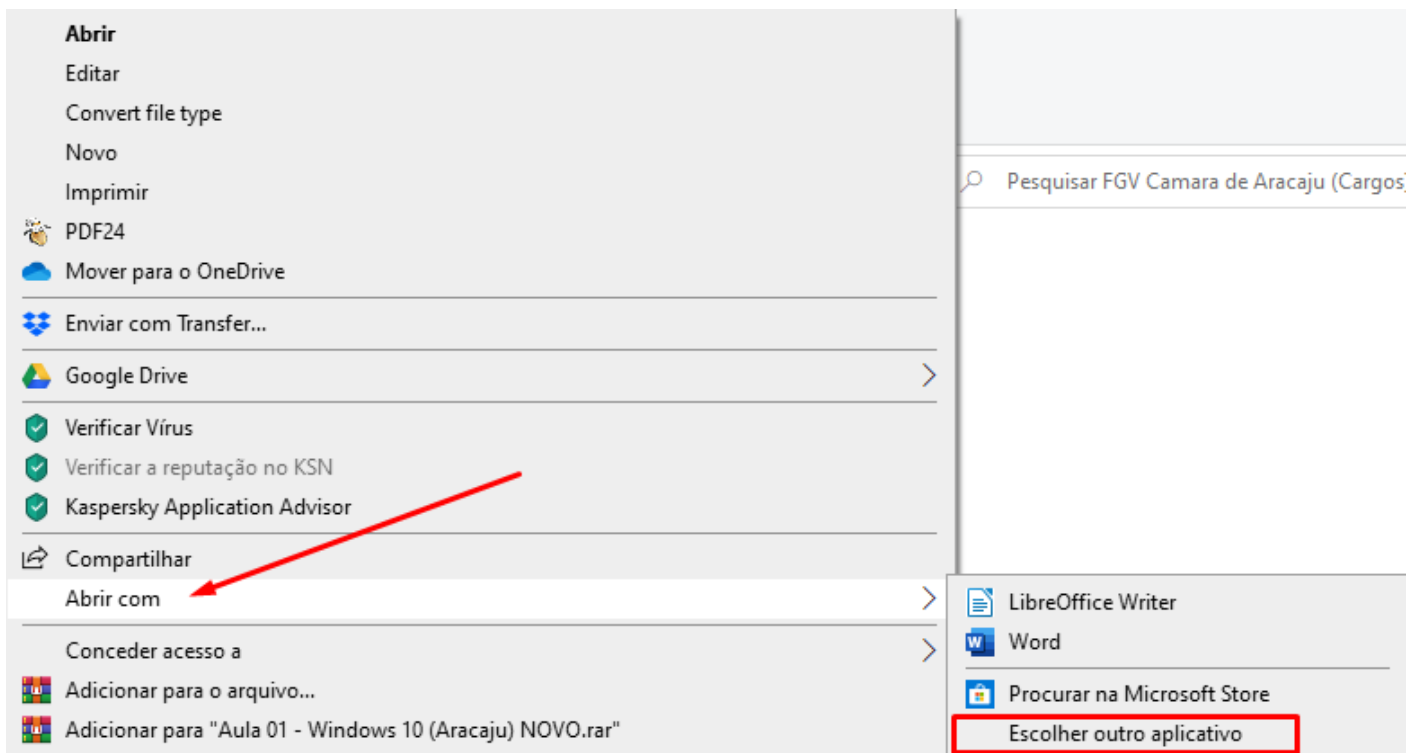 Abrir
Editar
Convert file type
Novo
Imprimir
PDF24
Mover para o OneDrive
Enviar com Transfer...
Google Drive
Verificar Vírus
Verificar a reputação no KSN
Kaspersky Application Advisor
Compartilhar
Abrir com
Conceder acesso a
Adicionar para o arquivo...
Adicionar para "Aula 01 - Windows 10 (Aracaju) NOVO.rar"
Pesquisar FGV Camara de Aracaju (Cargos)
LibreOffice Writer
Word
Procurar na Microsoft Store
Escolher outro aplicativo